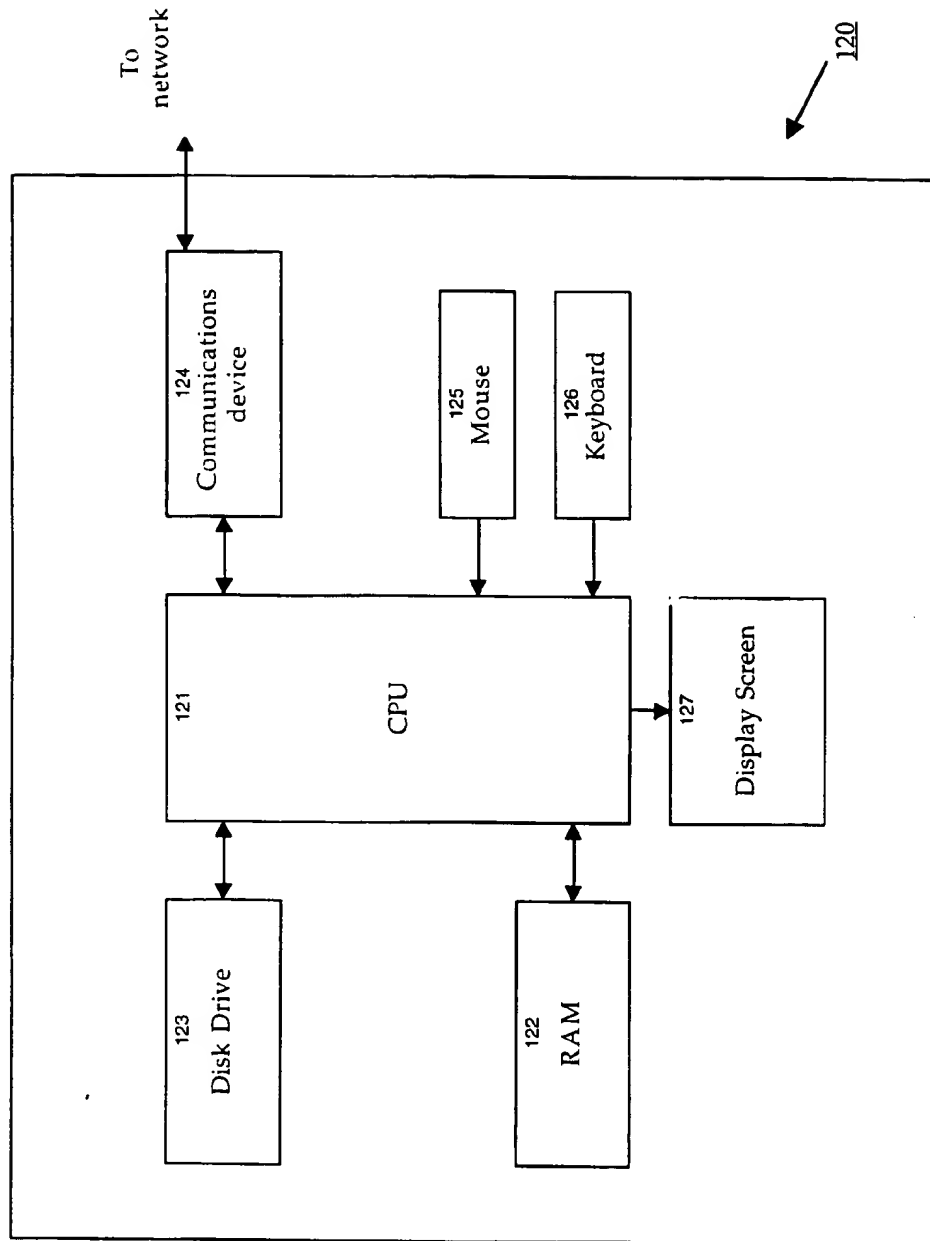 To
network
120
124
Communications
device
125
Mouse
126
Keyboard
121
CPU
127
Display Screen
123
Disk Drive
122
RAM